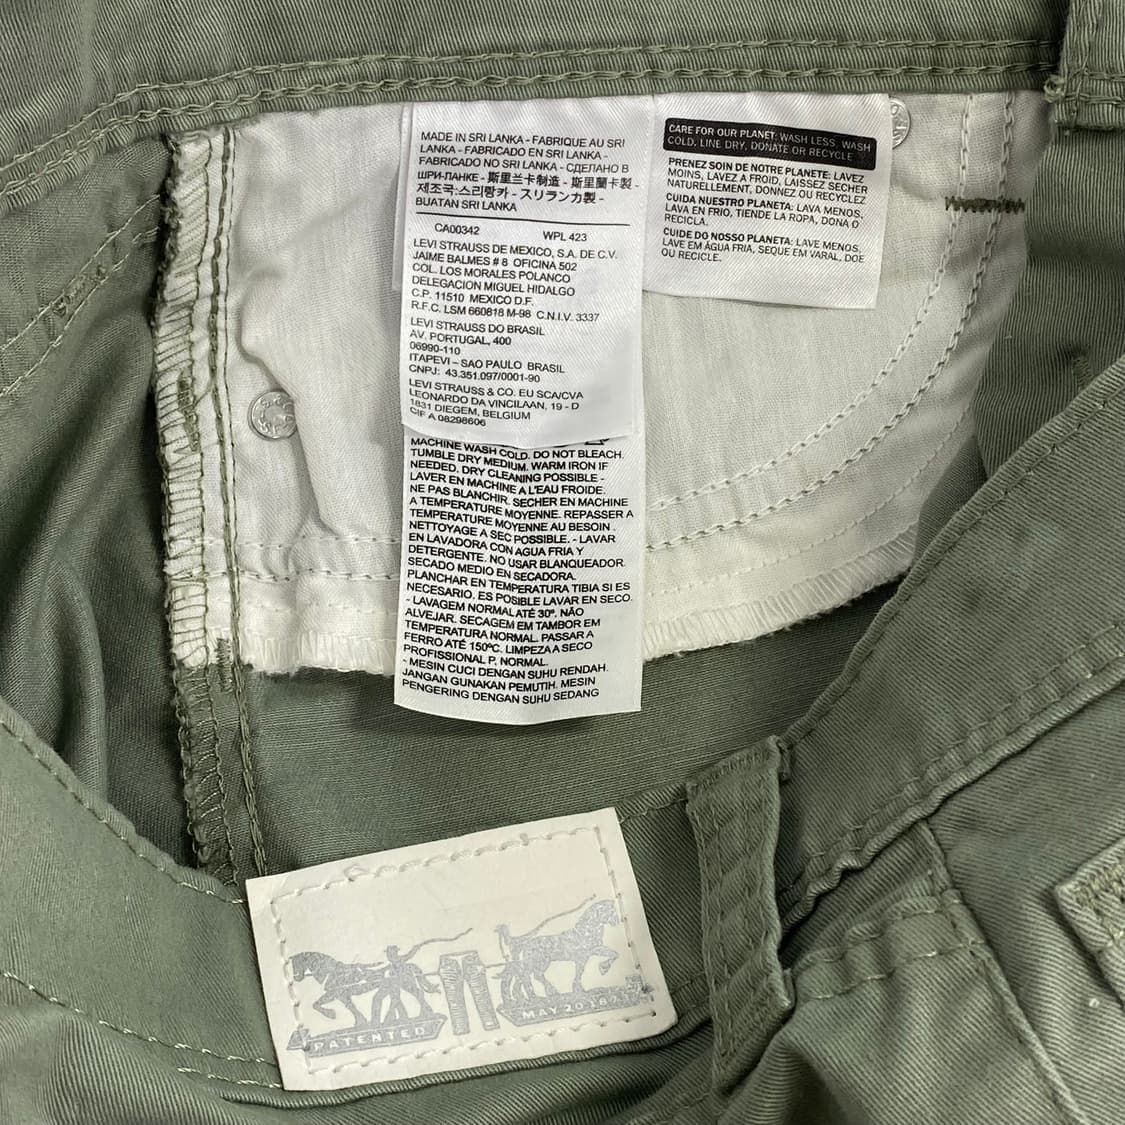 MADE IN SRI LANKA - FABRIQUE AU SRI
LANKA - FABRICADO EN SRI LANKA -
FABRICADO NO SRI LANKA - СДЕЛАНО В
ШРИ-ЛАНКЕ - 斯里兰卡制造 - 斯里蘭卡製 -
제조국:스리랑카 - スリランカ製 -
BUATAN SRI LANKA
CA00342 WPL 423
LEVI STRAUSS DE MEXICO, S.A. DE C.V.
JAIME BALMES # 8 OFICINA 502
COL. LOS MORALES POLANCO
DELEGACION MIGUEL HIDALGO
C.P. 11510 MEXICO D.F.
R.F.C. LSM 660818 M-98 C.N.I.V. 3337
LEVI STRAUSS DO BRASIL
AV. PORTUGAL, 400
06990-110
ITAPEVI – SAO PAULO BRASIL
CNPJ: 43.351.097/0001-90
LEVI STRAUSS & CO. EU SCA/CVA
LEONARDO DA VINCILAAN, 19 - D
1831 DIEGEM, BELGIUM
CIF A 08298606
MACHINE WASH COLD. DO NOT BLEACH.
TUMBLE DRY MEDIUM. WARM IRON IF
NEEDED. DRY CLEANING POSSIBLE -
LAVER EN MACHINE A L'EAU FROIDE.
NE PAS BLANCHIR. SECHER EN MACHINE
A TEMPERATURE MOYENNE. REPASSER A
TEMPERATURE MOYENNE AU BESOIN .
NETTOYAGE A SEC POSSIBLE. - LAVAR
EN LAVADORA CON AGUA FRIA Y
DETERGENTE. NO USAR BLANQUEADOR.
SECADO MEDIO EN SECADORA.
PLANCHAR EN TEMPERATURA TIBIA SI ES
NECESARIO. ES POSIBLE LAVAR EN SECO.
- LAVAGEM NORMAL ATÉ 30º. NÃO
ALVEJAR. SECAGEM EM TAMBOR EM
TEMPERATURA NORMAL. PASSAR A
FERRO ATÉ 150ºC. LIMPEZA A SECO
PROFISSIONAL P, NORMAL.
- MESIN CUCI DENGAN SUHU RENDAH.
JANGAN GUNAKAN PEMUTIH. MESIN
PENGERING DENGAN SUHU SEDANG
CARE FOR OUR PLANET: WASH LESS, WASH
COLD, LINE DRY, DONATE OR RECYCLE
PRENEZ SOIN DE NOTRE PLANETE: LAVEZ
MOINS, LAVEZ A FROID, LAISSEZ SECHER
NATURELLEMENT, DONNEZ OU RECYCLEZ
CUIDA NUESTRO PLANETA: LAVA MENOS,
LAVA EN FRIO, TIENDE LA ROPA, DONA O
RECICLA.
CUIDE DO NOSSO PLANETA: LAVE MENOS,
LAVE EM ÁGUA FRIA, SEQUE EM VARAL, DOE
OU RECICLE.
PATENTED
MAY 20 1873